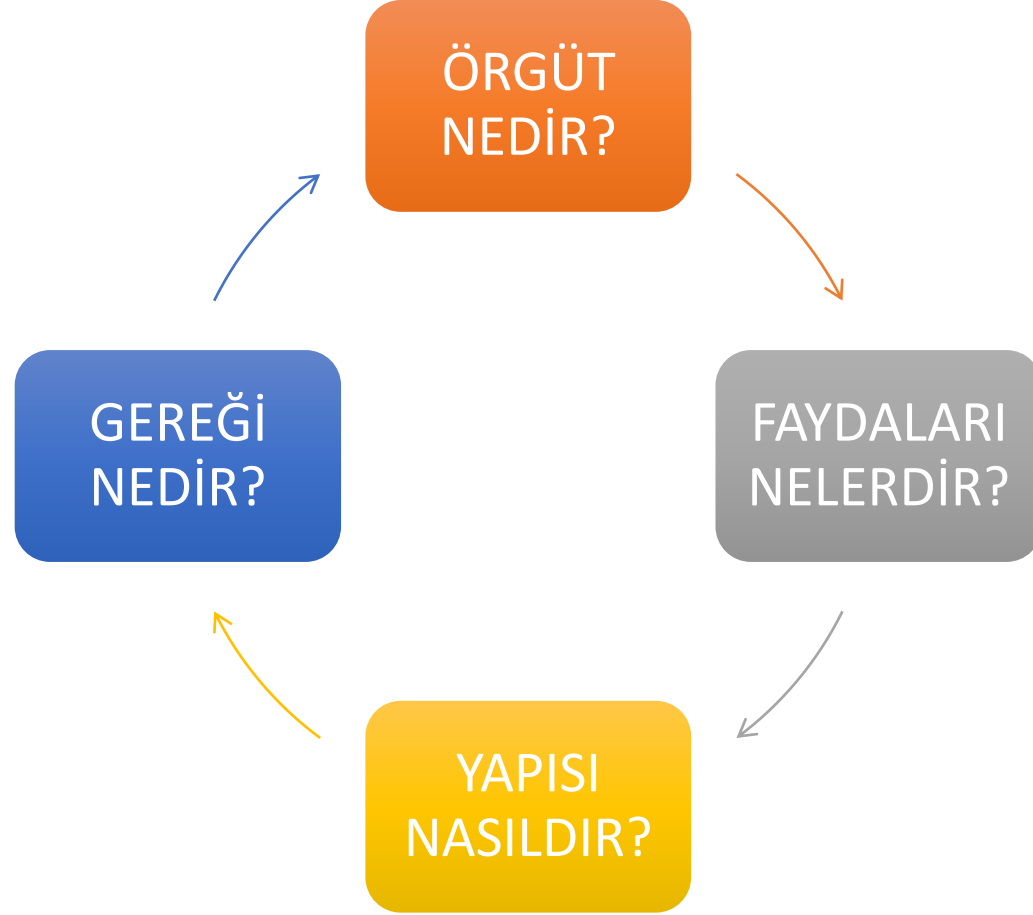 ÖRGÜT
NEDİR?
FAYDALARI
NELERDİR?
YAPISI
NASILDIR?
GEREĞİ
NEDİR?